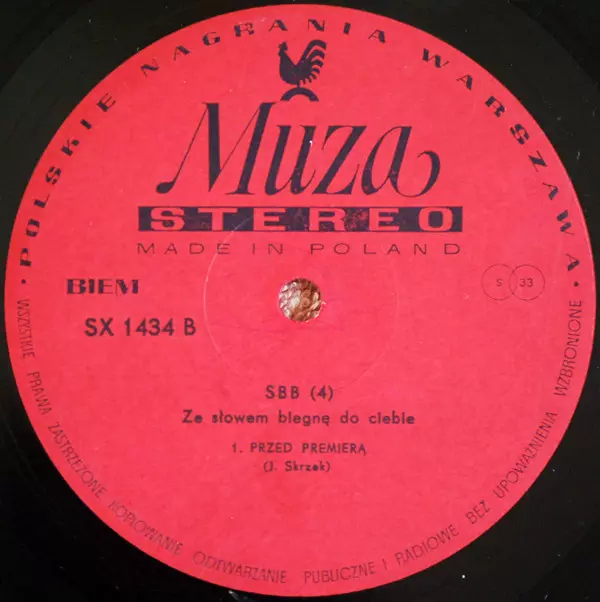 · POLSKIE NAGRANIA WARSZAWA ·
Muza
STEREO
MADE IN POLAND
BIEM
S 33
SX 1434 B
SBB (4)
Ze słowem biegnę do ciebie
1. PRZED PREMIERĄ
(J. Skrzek)
WSZYSTKIE PRAWA ZASTRZEŻONE KOPIOWANIE ODTWARZANIE PUBLICZNE I RADIOWE BEZ UPOWAŻNIENIA WZBRONIONE